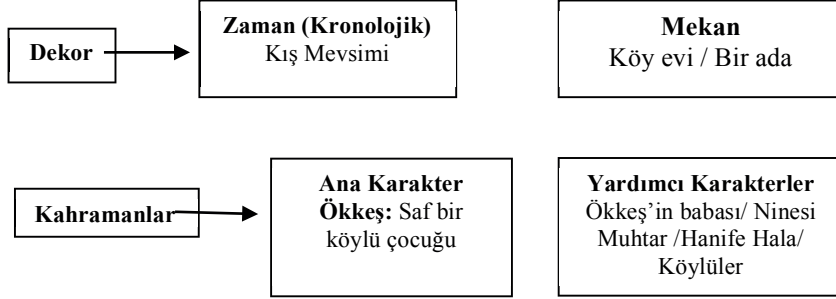 Dekor
Zaman (Kronolojik)
Kış Mevsimi
Mekan
Köy evi / Bir ada
Kahramanlar
Ana Karakter
Ökkeş: Saf bir
köylü çocuğu
Yardımcı Karakterler
Ökkeş’in babası/ Ninesi
Muhtar /Hanife Hala/
Köylüler